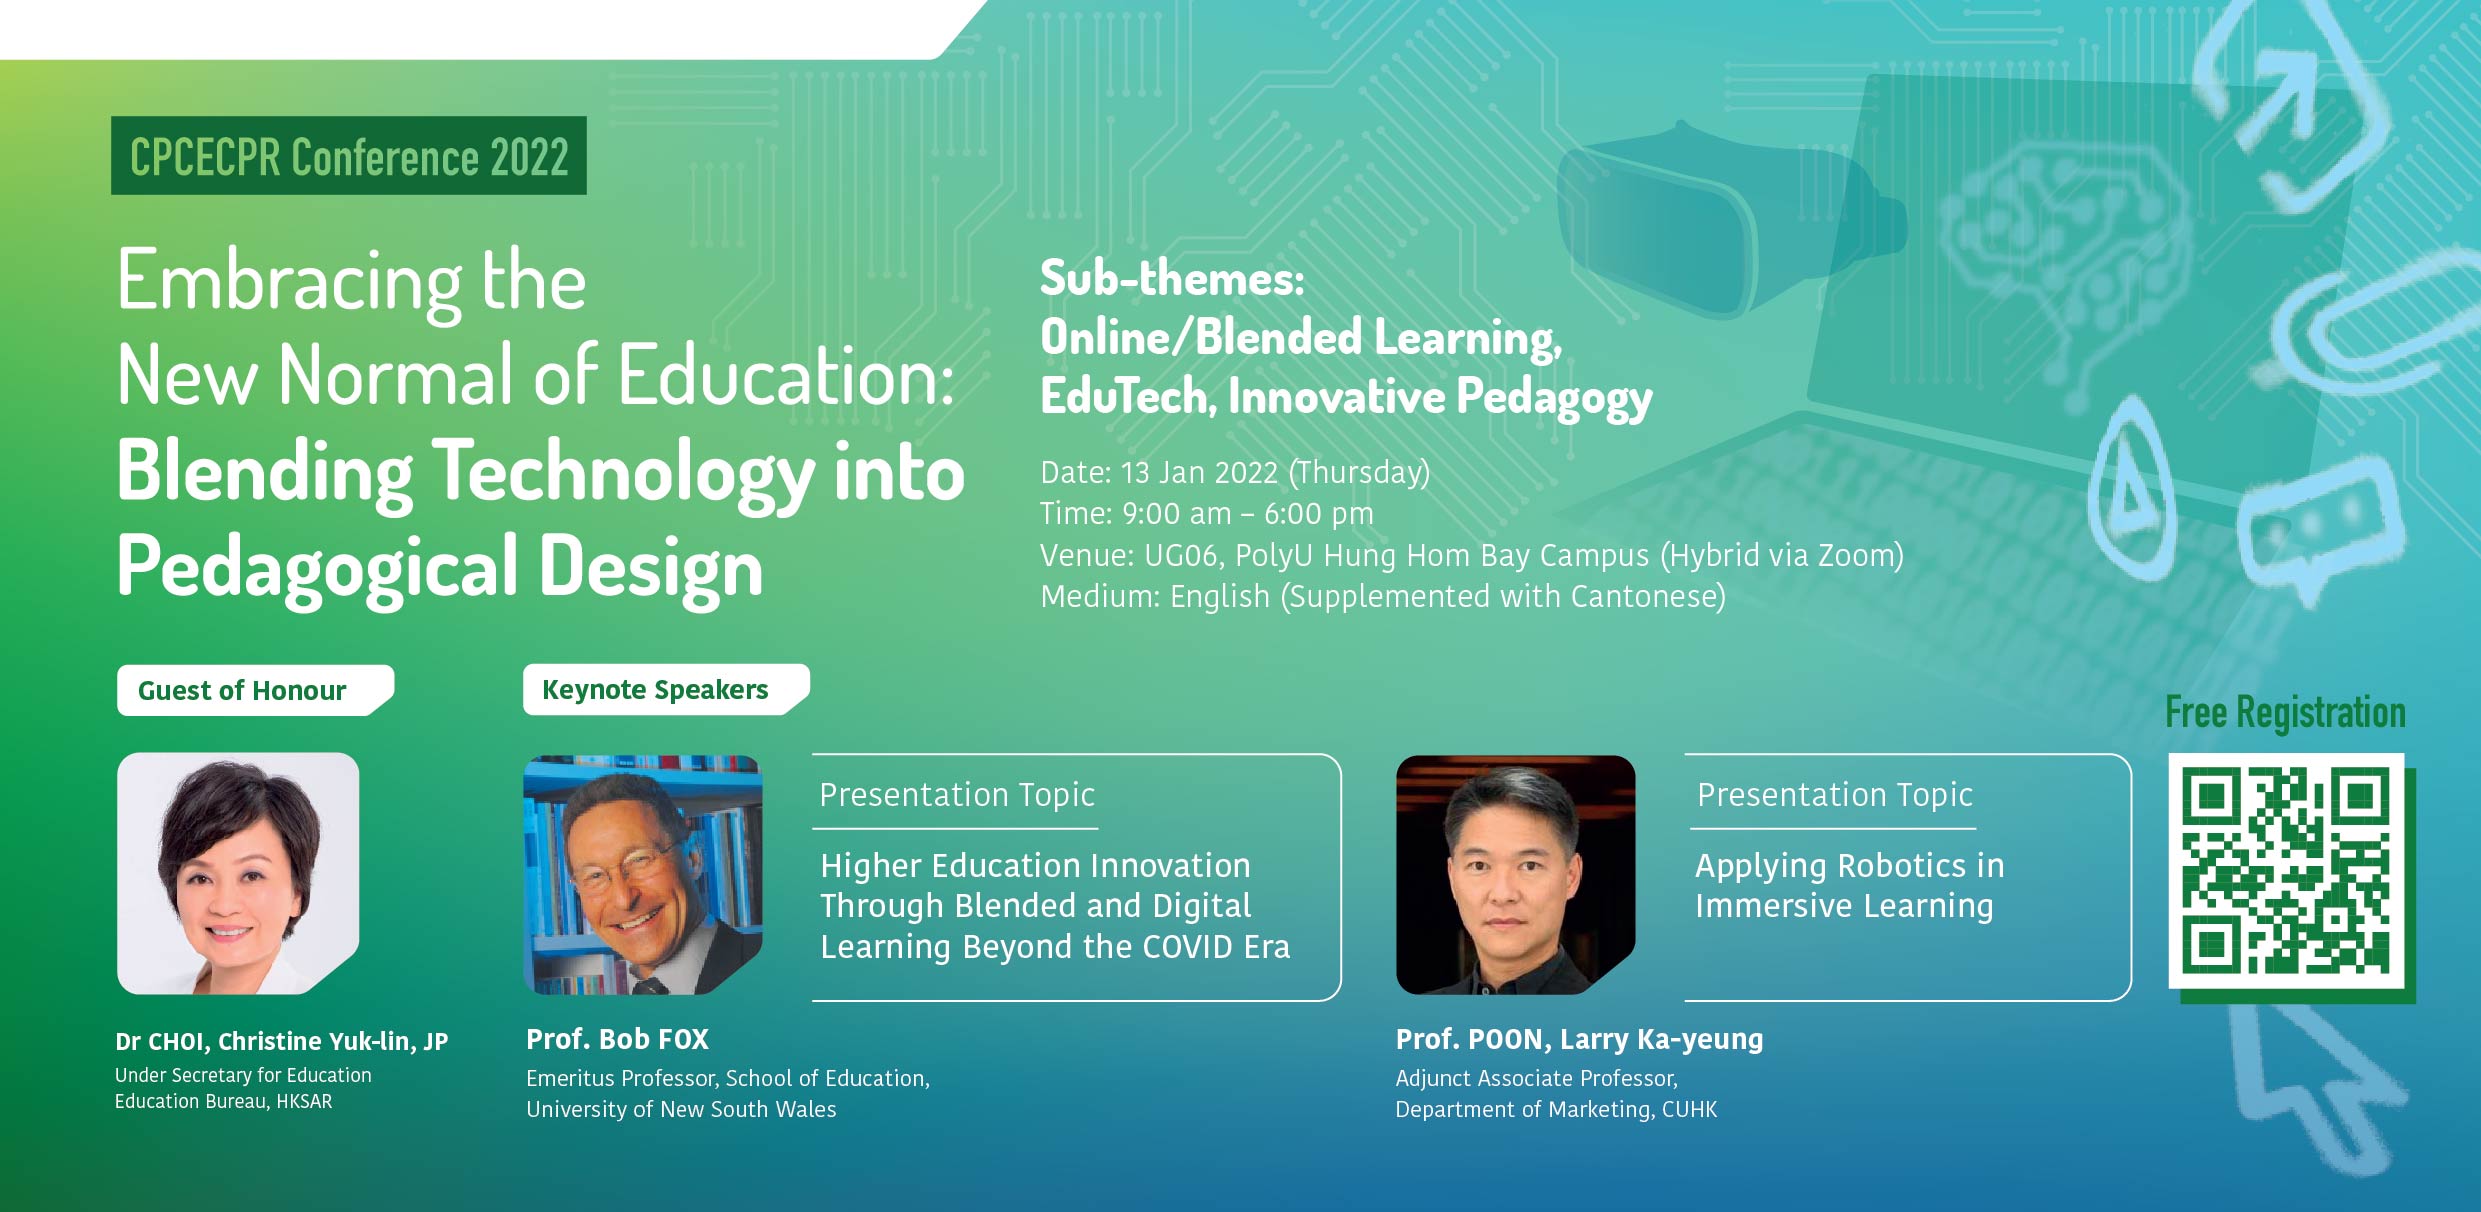 CPCECPR Conference 2022
Embracing the
New Normal of Education:
Blending Technology into
Pedagogical Design
Sub-themes:
Online/Blended Learning,
EduTech, Innovative Pedagogy
Date: 13 Jan 2022 (Thursday)
Time: 9:00 am – 6:00 pm
Venue: UG06, PolyU Hung Hom Bay Campus (Hybrid via Zoom)
Medium: English (Supplemented with Cantonese)
Guest of Honour
Dr CHOI, Christine Yuk-lin, JP
Under Secretary for Education
Education Bureau, HKSAR
Keynote Speakers
Presentation Topic
Higher Education Innovation
Through Blended and Digital
Learning Beyond the COVID Era
Prof. Bob FOX
Emeritus Professor, School of Education,
University of New South Wales
Presentation Topic
Applying Robotics in
Immersive Learning
Prof. POON, Larry Ka-yeung
Adjunct Associate Professor,
Department of Marketing, CUHK
Free Registration